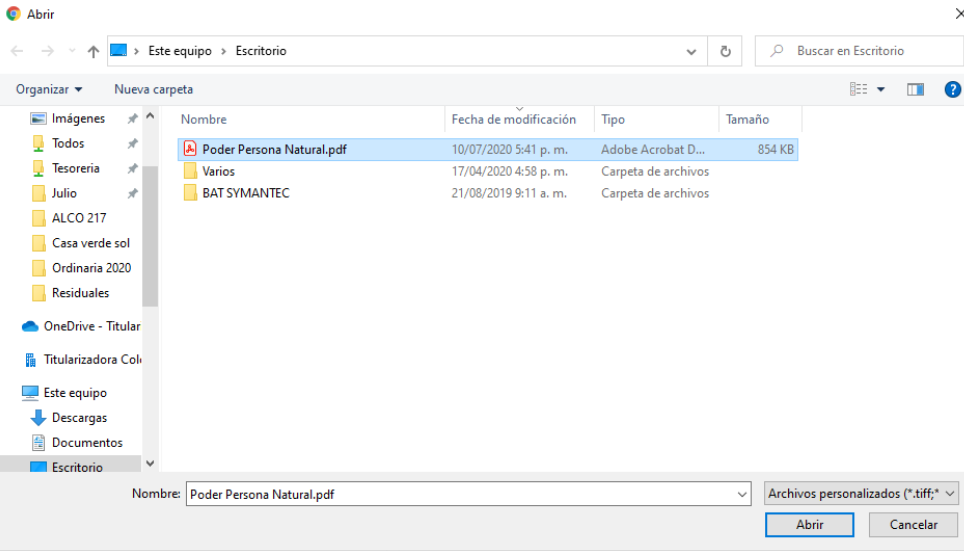 Abrir
Este equipo › Escritorio
Buscar en Escritorio
Organizar
Nueva carpeta
Imágenes
Todos
Tesoreria
Julio
ALCO 217
Casa verde sol
Ordinaria 2020
Residuales
OneDrive - Titular
Titularizadora Col
Este equipo
Descargas
Documentos
Escritorio
Nombre Fecha de modificación Tipo Tamaño
Poder Persona Natural.pdf 10/07/2020 5:41 p. m. Adobe Acrobat D... 854 KB
Varios 17/04/2020 4:58 p. m. Carpeta de archivos
BAT SYMANTEC 21/08/2019 9:11 a. m. Carpeta de archivos
Nombre: Poder Persona Natural.pdf
Archivos personalizados (*.tiff;*
Abrir Cancelar